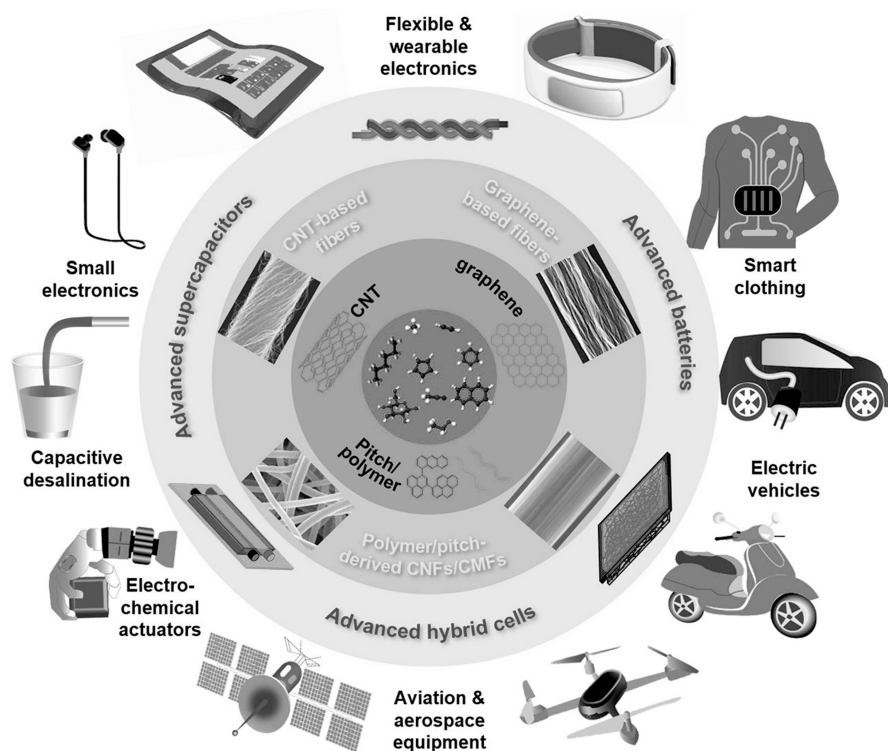 Flexible &
wearable
electronics
Small
electronics
Capacitive
desalination
Electro-
chemical
actuators
Aviation &
aerospace
equipment
Electric
vehicles
Smart
clothing
Advanced supercapacitors
Advanced batteries
Advanced hybrid cells
CNT-based
fibers
Graphene-
based fibers
Polymer/pitch-
derived CNFs/CMFs
CNT
graphene
Pitch/
polymer